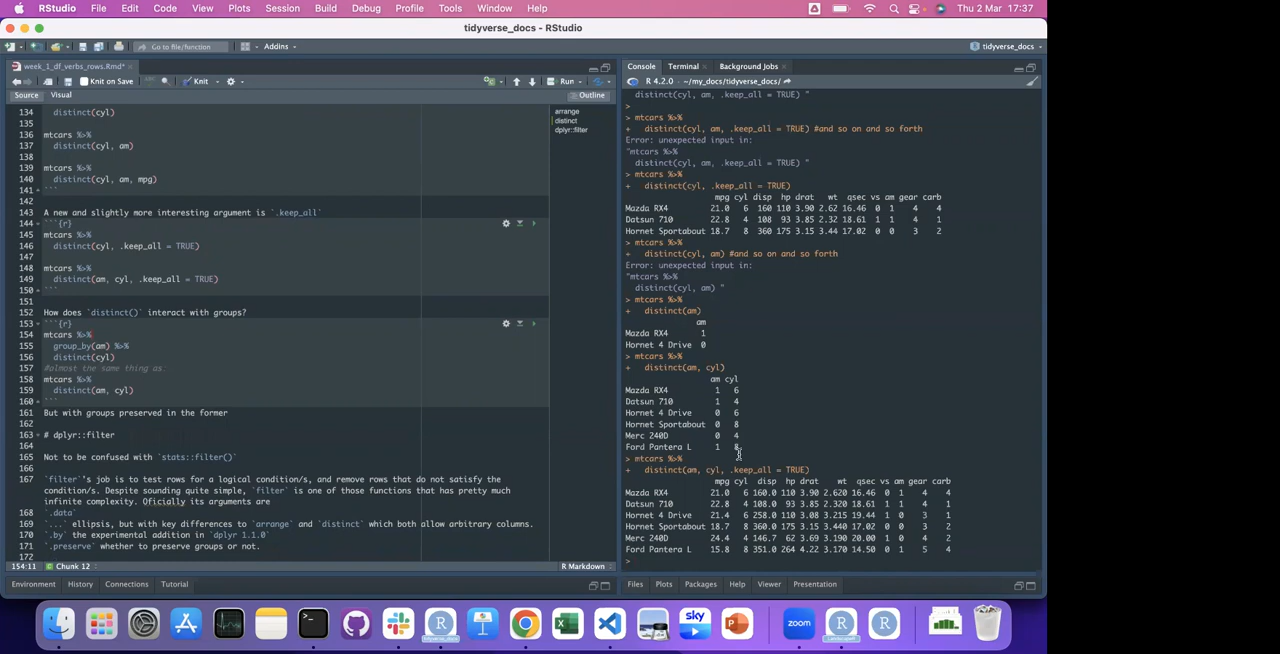 RStudio File Edit Code View Plots Session Build Debug Profile Tools Window Help Thu 2 Mar 17:37
tidyverse_docs - RStudio
Go to file/function Addins tidyverse_docs
week_1_df_verbs_rows.Rmd*
Knit on Save Knit Run
Source Visual Outline
134 distinct(cyl)
135
136 mtcars %>%
137 distinct(cyl, am)
138
139 mtcars %>%
140 distinct(cyl, am, mpg)
141 ```
142
143 A new and slightly more interesting argument is `.keep_all`
144 ```{r}
145 mtcars %>%
146 distinct(cyl, .keep_all = TRUE)
147
148 mtcars %>%
149 distinct(am, cyl, .keep_all = TRUE)
150 ```
151
152 How does `distinct()` interact with groups?
153 ```{r}
154 mtcars %>%
155 group_by(am) %>%
156 distinct(cyl)
157 #almost the same thing as:
158 mtcars %>%
159 distinct(am, cyl)
160 ```
161 But with groups preserved in the former
162
163 # dplyr::filter
164
165 Not to be confused with `stats::filter()`
166
167 `filter`'s job is to test rows for a logical condition/s, and remove rows that do not satisfy the
condition/s. Despite sounding quite simple, `filter` is one of those functions that has pretty much
infinite complexity. Oficially its arguments are
168 `.data`
169 `...` ellipsis, but with key differences to `arrange` and `distinct` which both allow arbitrary columns.
170 `.by` the experimental addition in `dplyr 1.1.0`
171 `.preserve` whether to preserve groups or not.
172
arrange
distinct
dplyr::filter
154:11 Chunk 12 R Markdown
Environment History Connections Tutorial
Console Terminal Background Jobs
R 4.2.0 · ~/my_docs/tidyverse_docs/
distinct(cyl, am, .keep_all = TRUE) "
>
> mtcars %>%
+ distinct(cyl, am, .keep_all = TRUE) #and so on and so forth
Error: unexpected input in:
"mtcars %>%
distinct(cyl, am, .keep_all = TRUE) "
> mtcars %>%
+ distinct(cyl, .keep_all = TRUE)
mpg cyl disp hp drat wt qsec vs am gear carb
Mazda RX4 21.0 6 160 110 3.90 2.62 16.46 0 1 4 4
Datsun 710 22.8 4 108 93 3.85 2.32 18.61 1 1 4 1
Hornet Sportabout 18.7 8 360 175 3.15 3.44 17.02 0 0 3 2
> mtcars %>%
+ distinct(cyl, am) #and so on and so forth
Error: unexpected input in:
"mtcars %>%
distinct(cyl, am) "
> mtcars %>%
+ distinct(am)
am
Mazda RX4 1
Hornet 4 Drive 0
> mtcars %>%
+ distinct(am, cyl)
am cyl
Mazda RX4 1 6
Datsun 710 1 4
Hornet 4 Drive 0 6
Hornet Sportabout 0 8
Merc 240D 0 4
Ford Pantera L 1 8
> mtcars %>%
+ distinct(am, cyl, .keep_all = TRUE)
mpg cyl disp hp drat wt qsec vs am gear carb
Mazda RX4 21.0 6 160.0 110 3.90 2.620 16.46 0 1 4 4
Datsun 710 22.8 4 108.0 93 3.85 2.320 18.61 1 1 4 1
Hornet 4 Drive 21.4 6 258.0 110 3.08 3.215 19.44 1 0 3 1
Hornet Sportabout 18.7 8 360.0 175 3.15 3.440 17.02 0 0 3 2
Merc 240D 24.4 4 146.7 62 3.69 3.190 20.00 1 0 4 2
Ford Pantera L 15.8 8 351.0 264 4.22 3.170 14.50 0 1 5 4
>
Files Plots Packages Help Viewer Presentation
sky
zoom